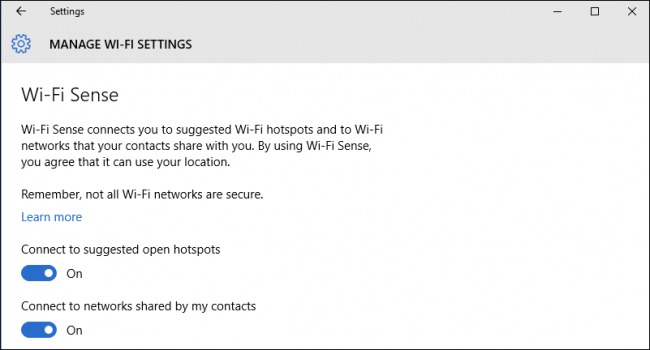 Settings
MANAGE WI-FI SETTINGS
Wi-Fi Sense
Wi-Fi Sense connects you to suggested Wi-Fi hotspots and to Wi-Fi
networks that your contacts share with you. By using Wi-Fi Sense,
you agree that it can use your location.
Remember, not all Wi-Fi networks are secure.
Learn more
Connect to suggested open hotspots
On
Connect to networks shared by my contacts
On